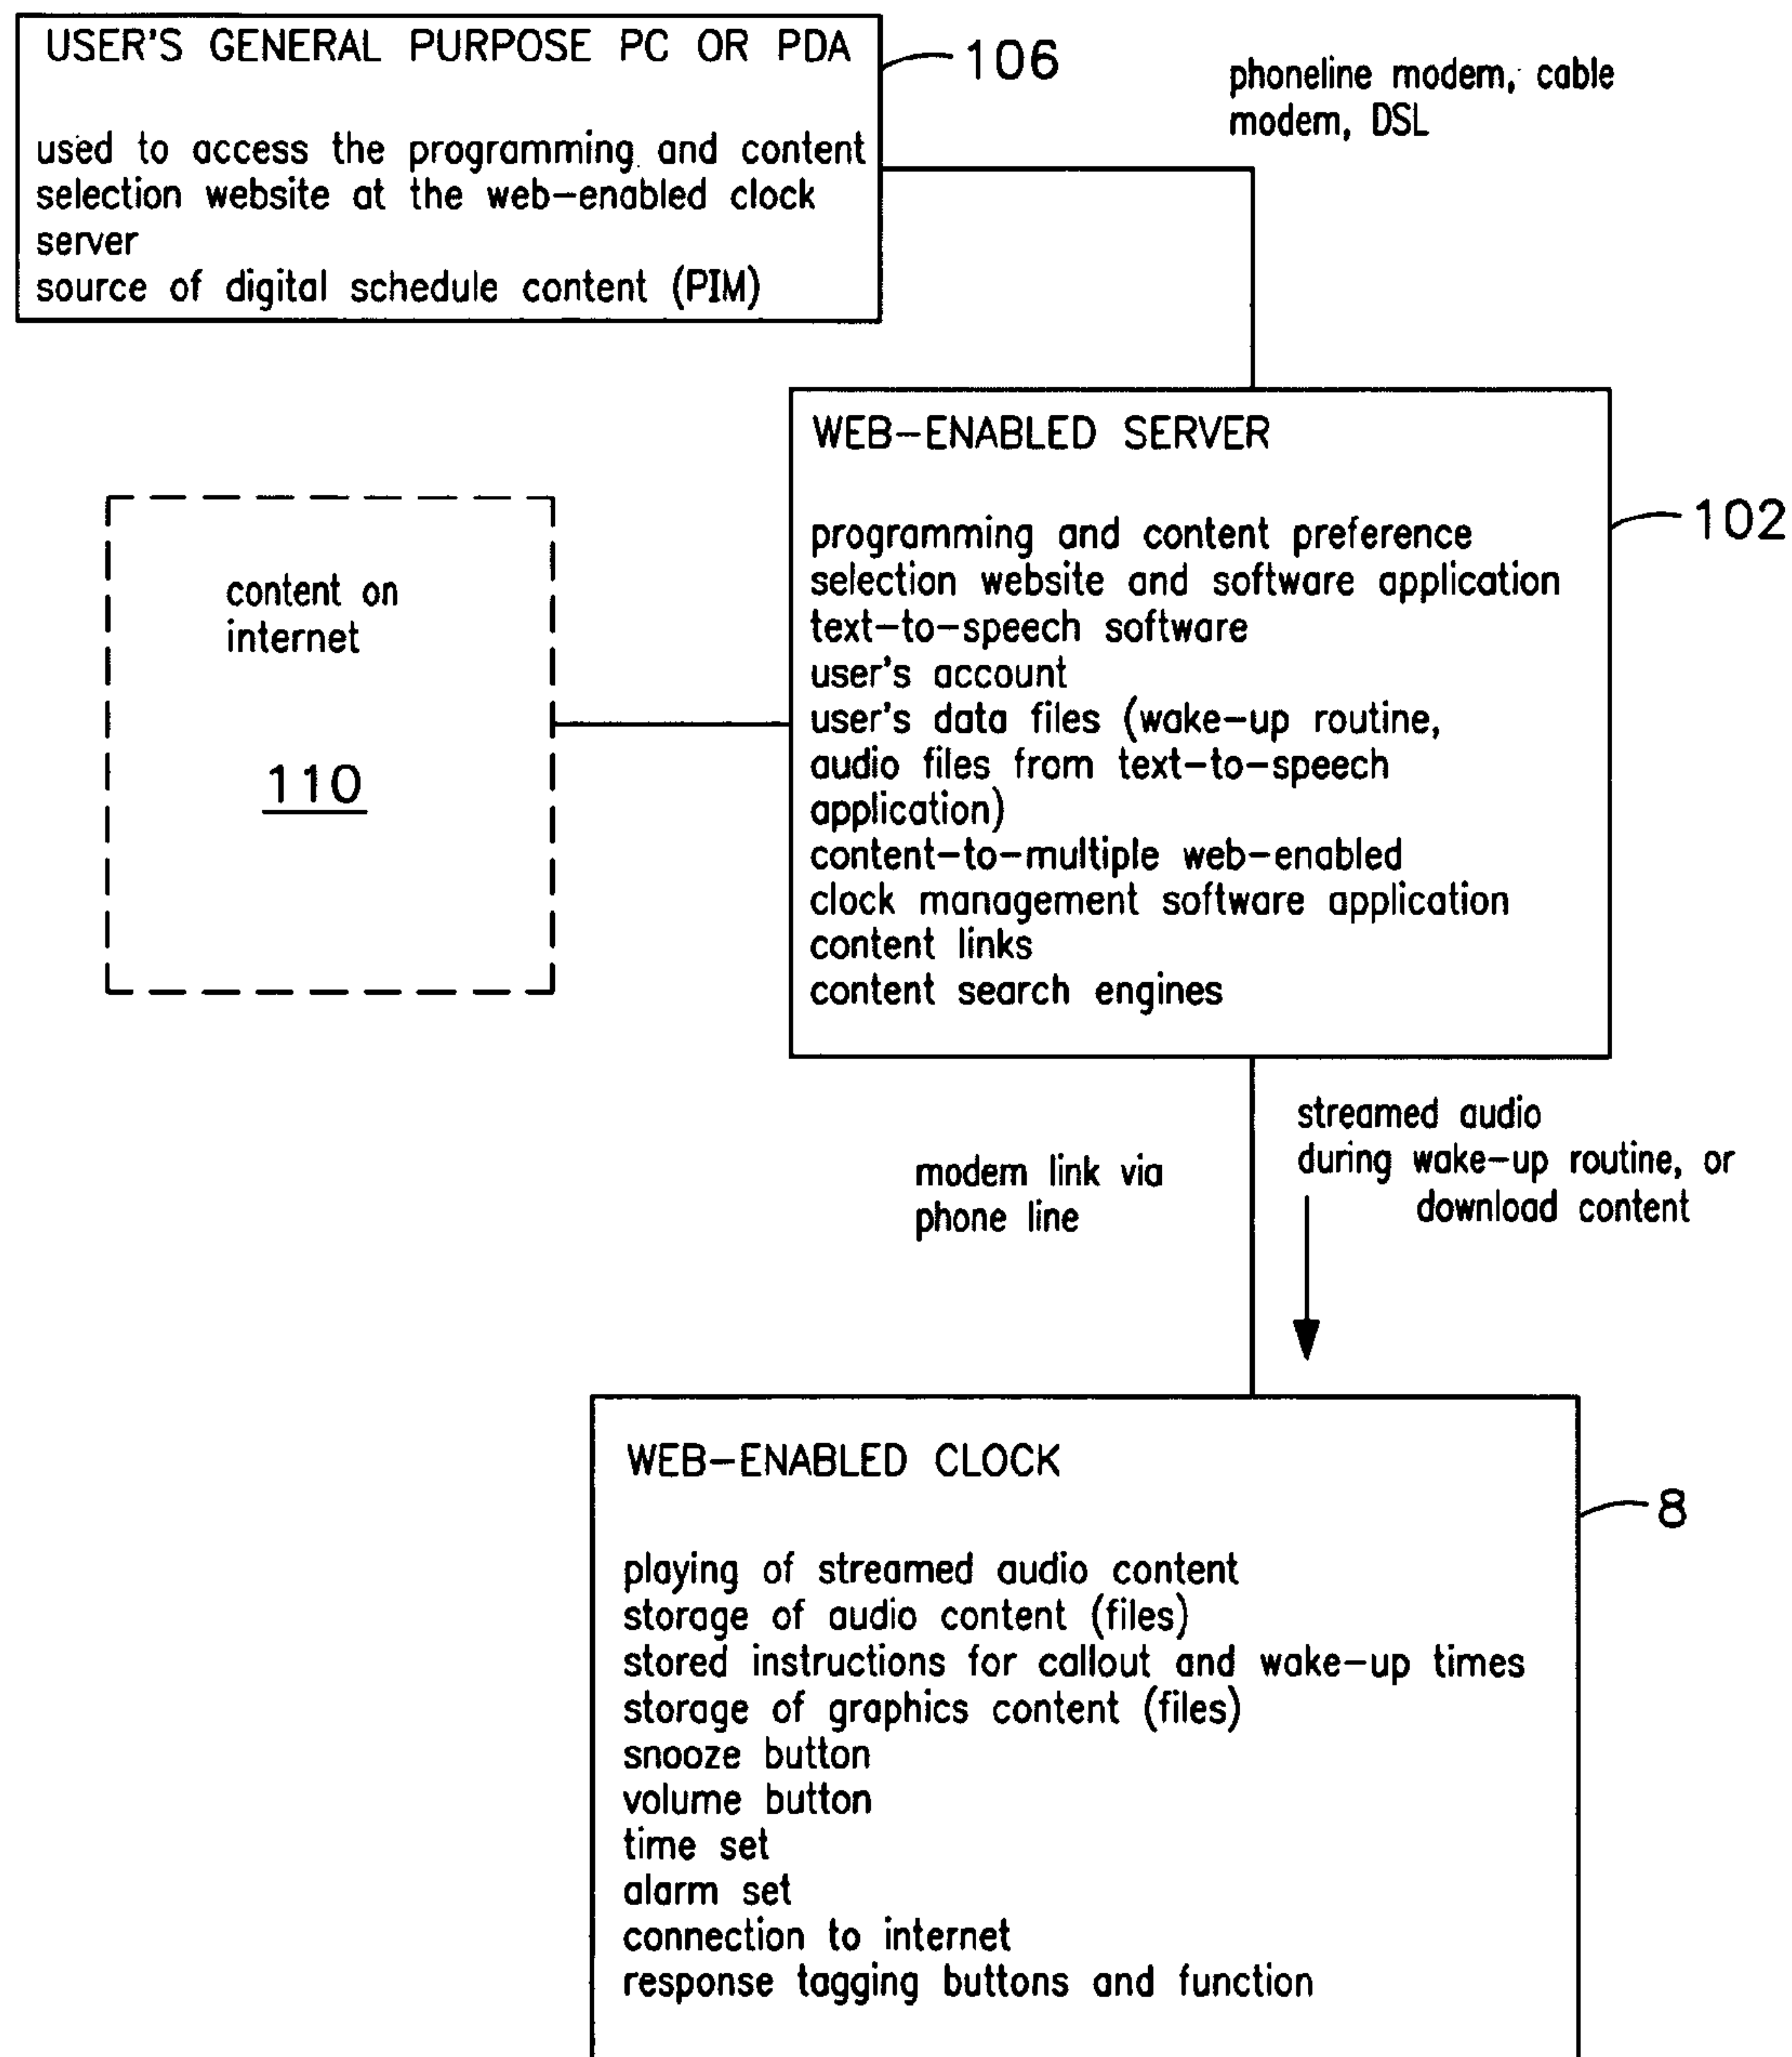 USER'S GENERAL PURPOSE PC OR PDA
used to access the programming and content
selection website at the web-enabled clock
server
source of digital schedule content (PIM)
106
phoneline modem, cable
modem, DSL
WEB-ENABLED SERVER
programming and content preference
selection website and software application
text-to-speech software
user's account
user's data files (wake-up routine,
audio files from text-to-speech
application)
content-to-multiple web-enabled
clock management software application
content links
content search engines
102
content on
internet
110
modem link via
phone line
streamed audio
during wake-up routine, or
download content
WEB-ENABLED CLOCK
playing of streamed audio content
storage of audio content (files)
stored instructions for callout and wake-up times
storage of graphics content (files)
snooze button
volume button
time set
alarm set
connection to internet
response tagging buttons and function
8